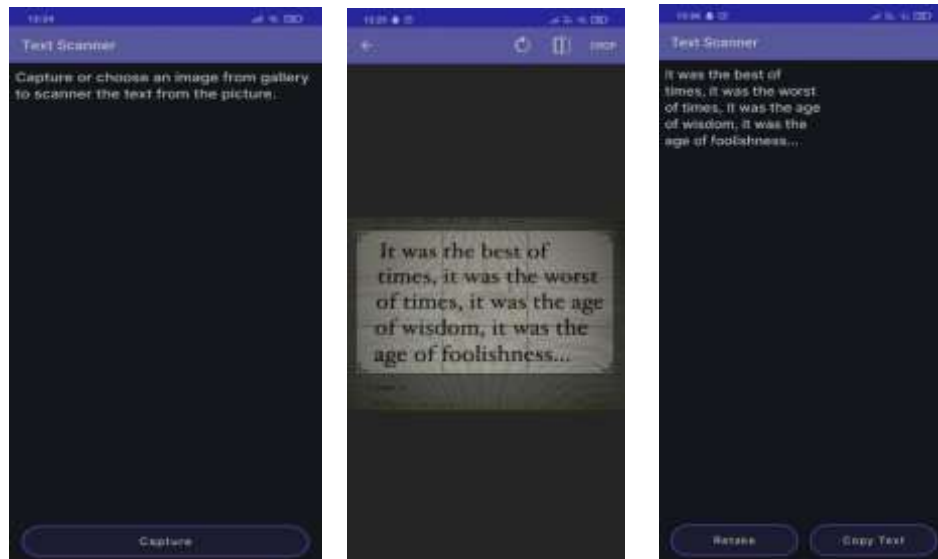 Text Scanner
Capture or choose an image from gallery
to scanner the text from the picture.
Capture
CROP
It was the best of
times, it was the worst
of times, it was the age
of wisdom, it was the
age of foolishness...
Text Scanner
It was the best of
times, it was the worst
of times, it was the age
of wisdom, it was the
age of foolishness...
Retake
Copy Text